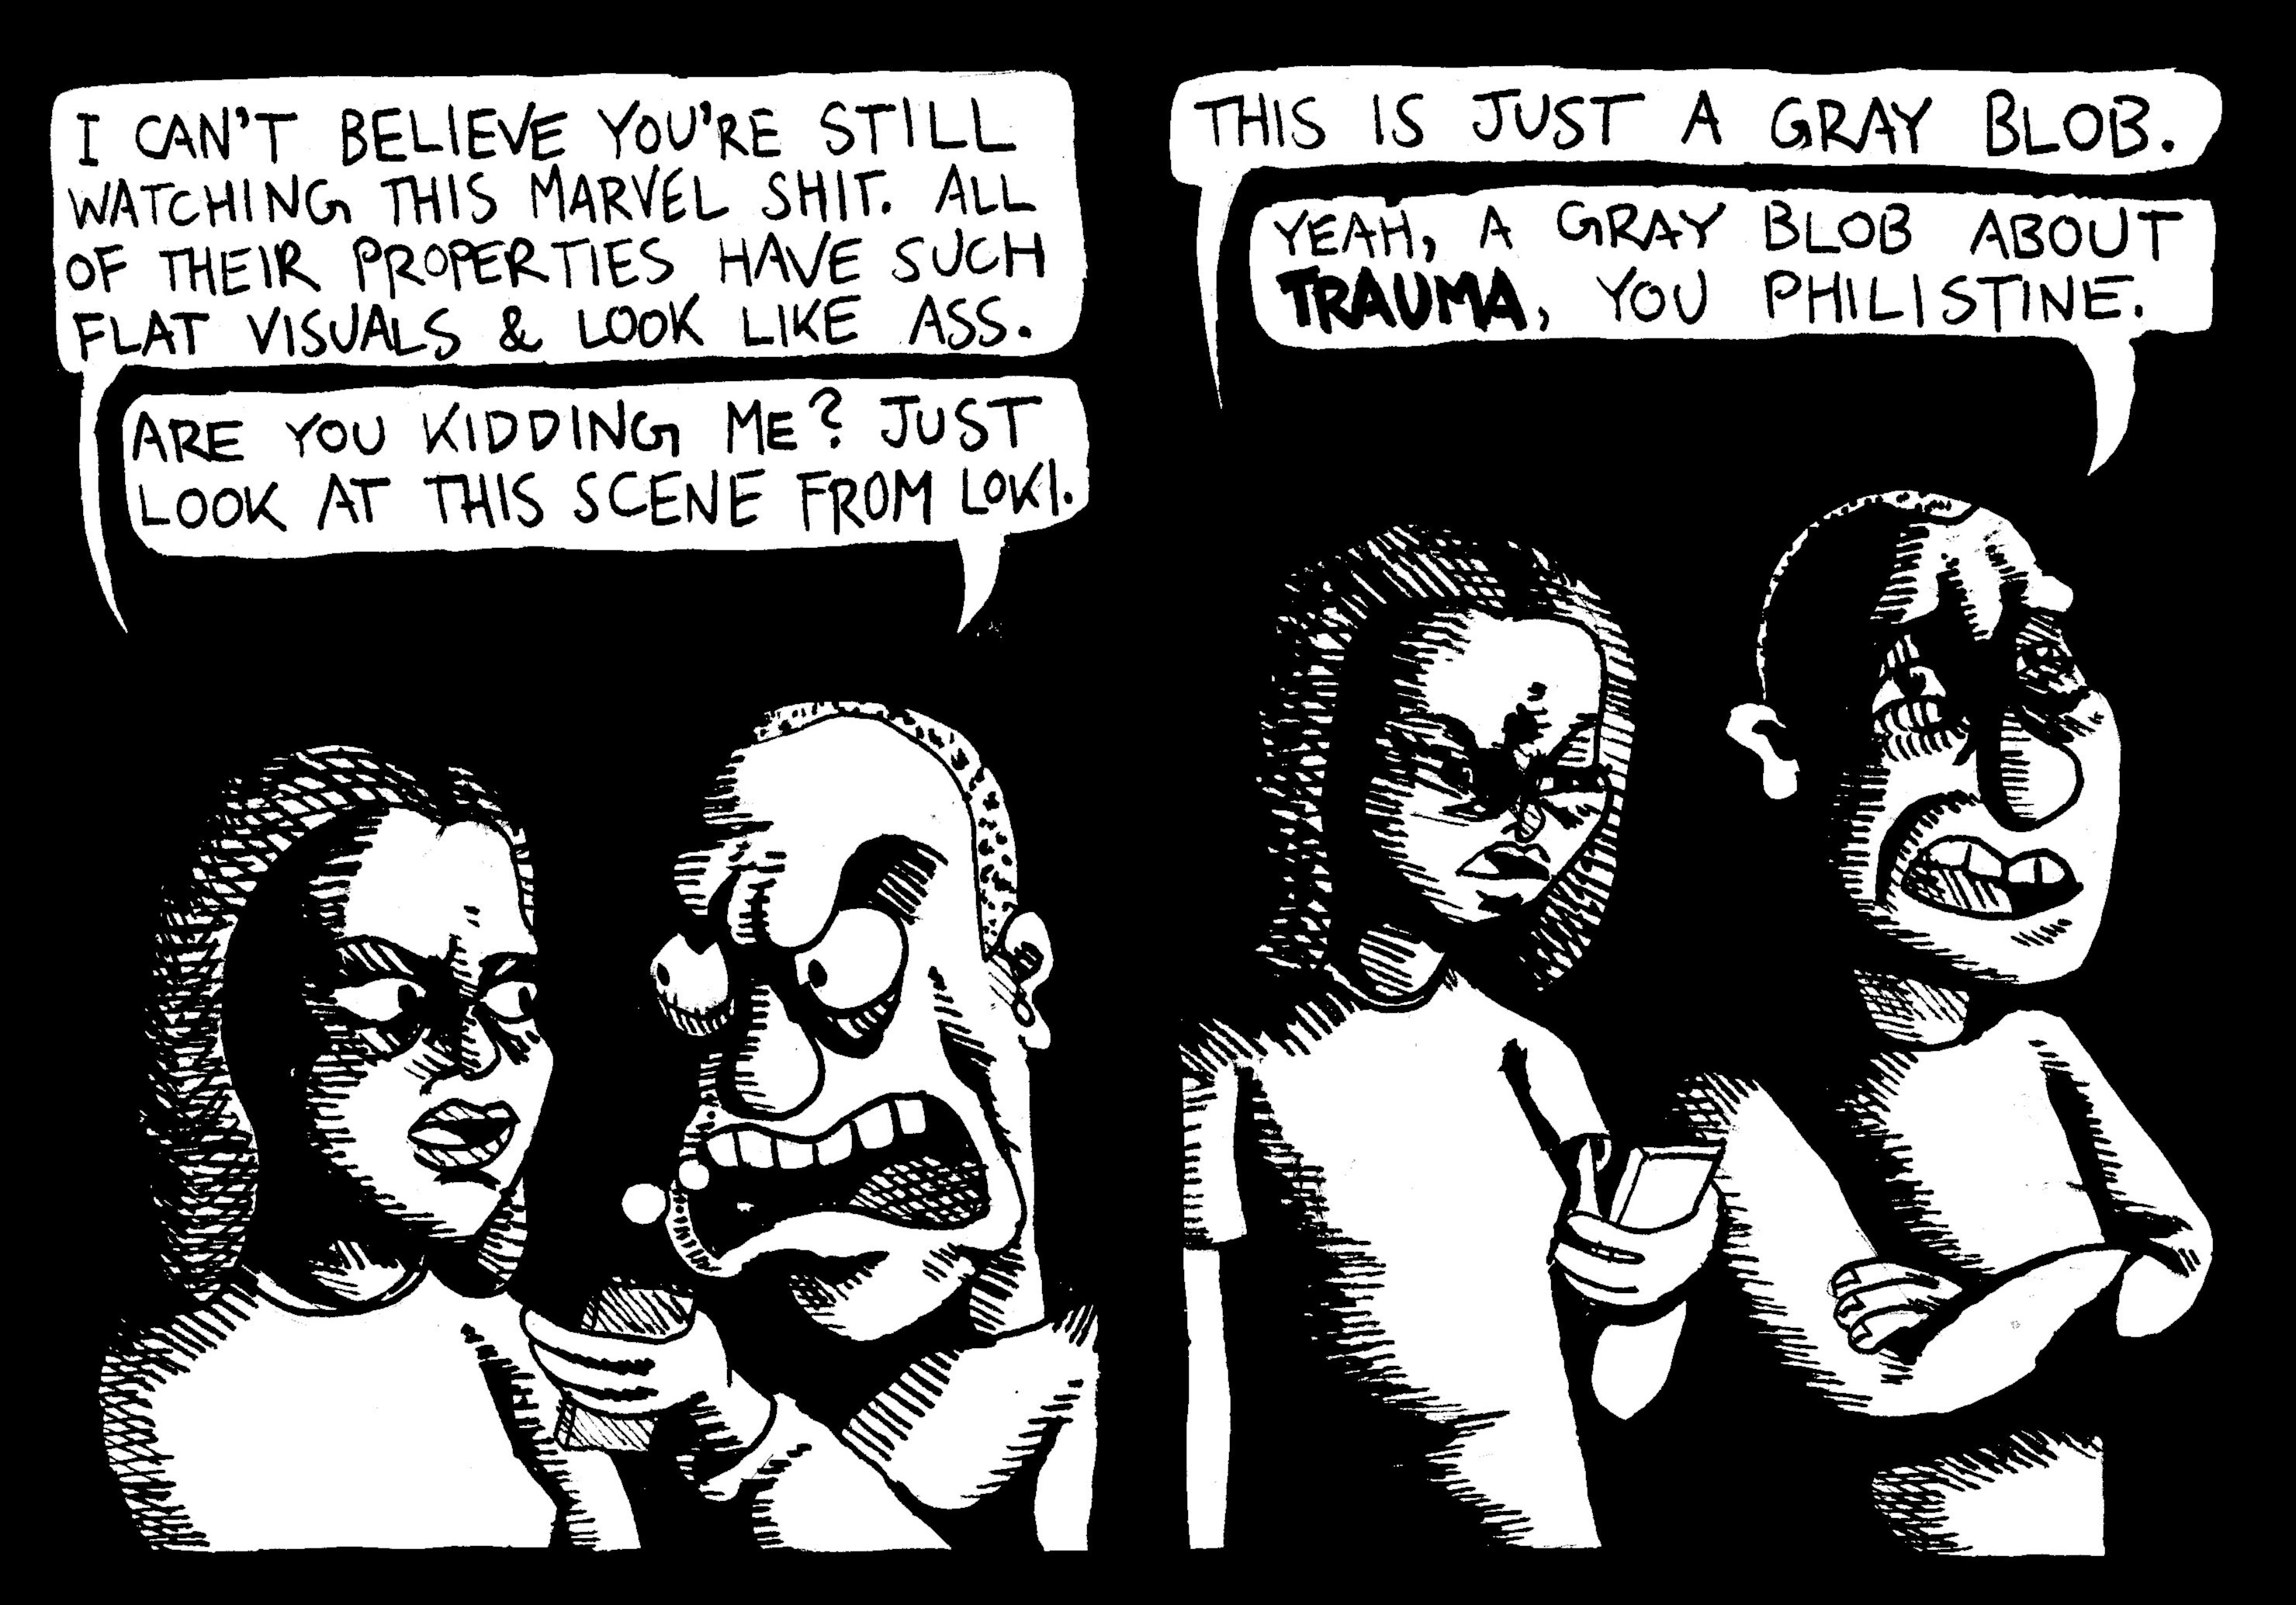 I CAN'T BELIEVE YOU'RE STILL
WATCHING THIS MARVEL SHIT. ALL
OF THEIR PROPERTIES HAVE SUCH
FLAT VISUALS & LOOK LIKE ASS.
ARE YOU KIDDING ME? JUST
LOOK AT THIS SCENE FROM LOKI.
THIS IS JUST A GRAY BLOB.
YEAH, A GRAY BLOB ABOUT
TRAUMA, YOU PHILISTINE.